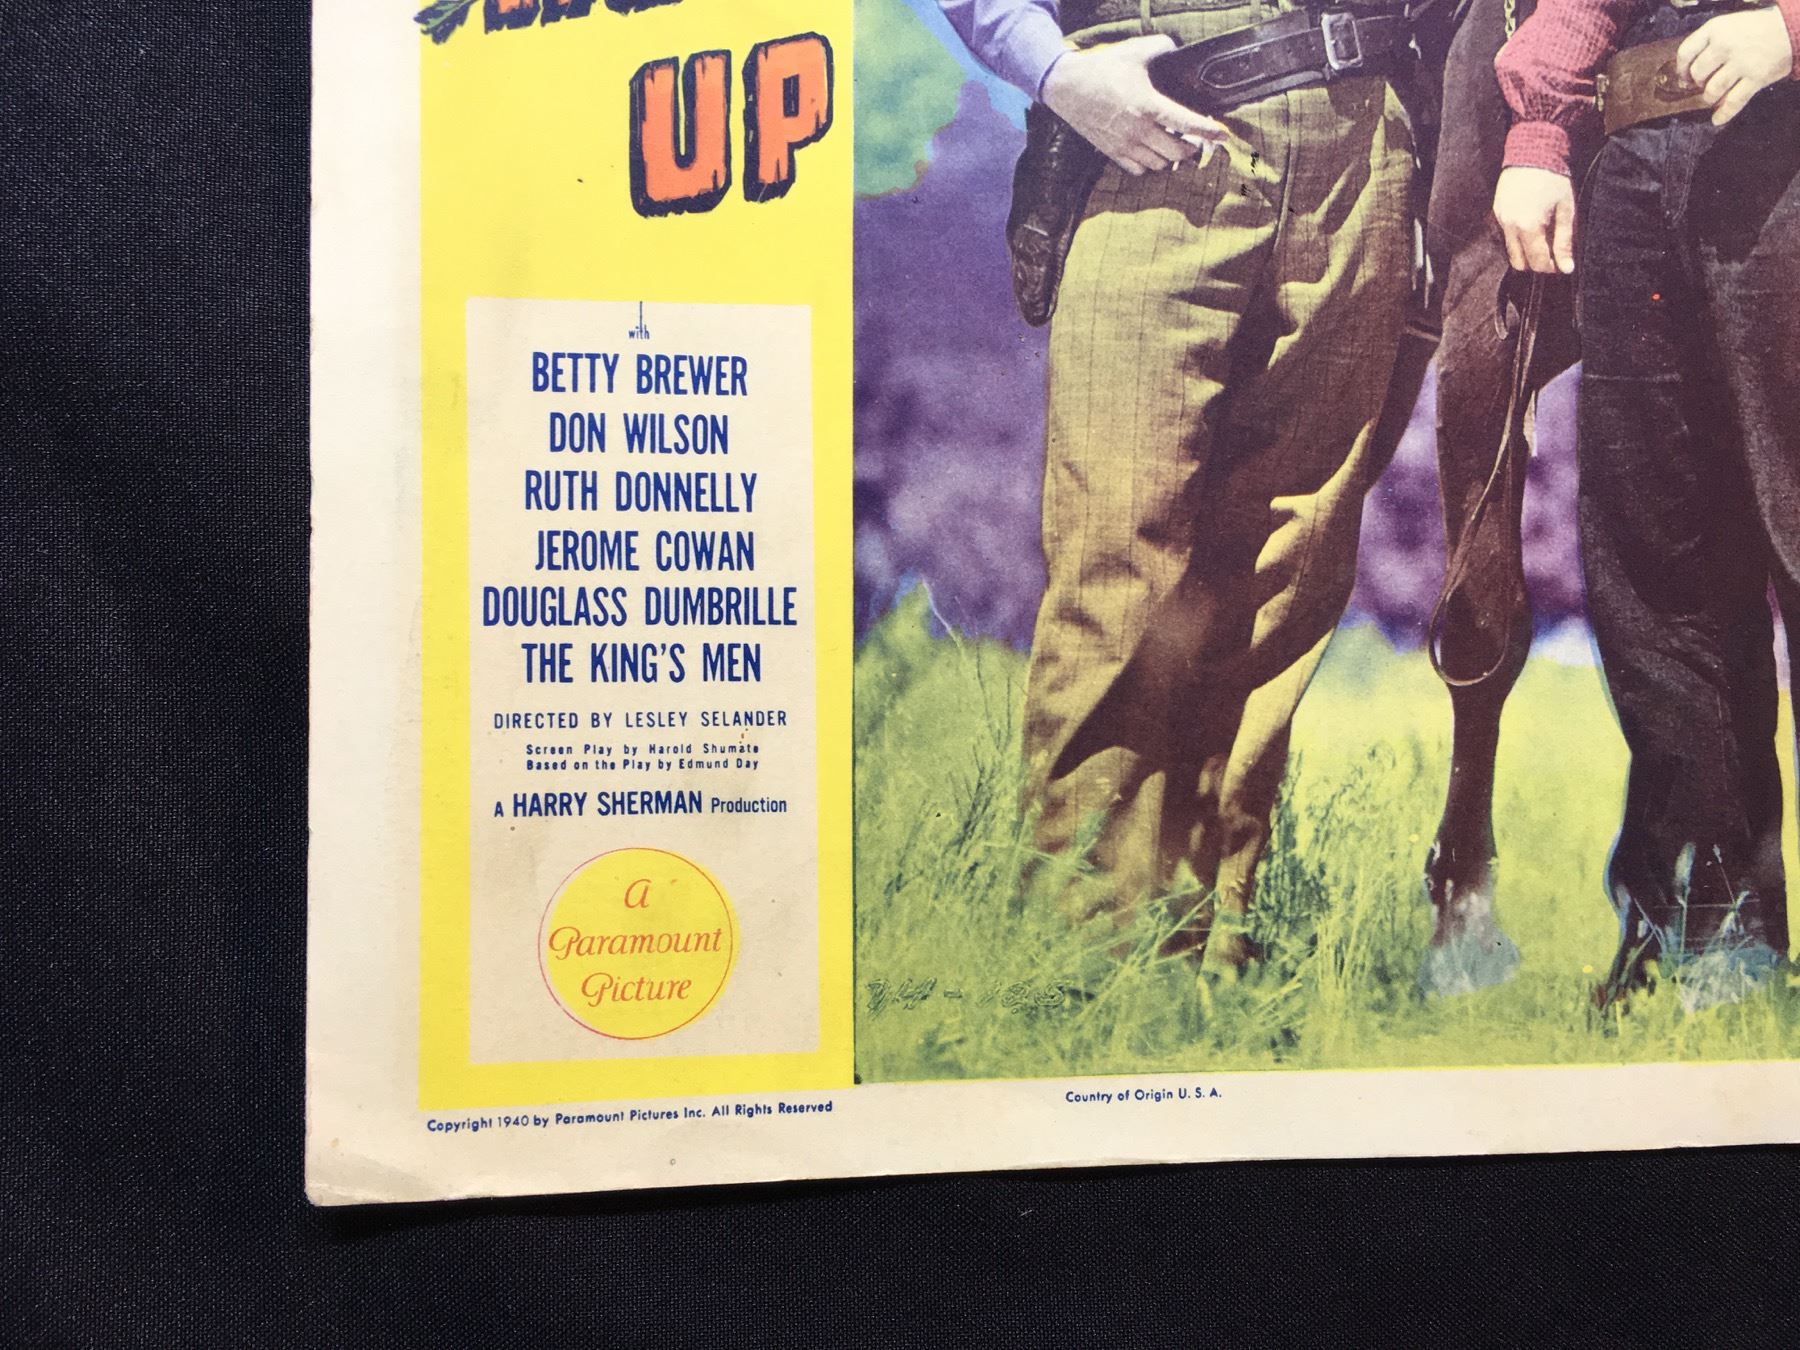 UP
with
BETTY BREWER
DON WILSON
RUTH DONNELLY
JEROME COWAN
DOUGLASS DUMBRILLE
THE KING'S MEN
DIRECTED BY LESLEY SELANDER
Screen Play by Harold Shumate
Based on the Play by Edmund Day
A HARRY SHERMAN Production
A
Paramount
Picture
Copyright 1940 by Paramount Pictures Inc. All Rights Reserved
Country of Origin U. S. A.